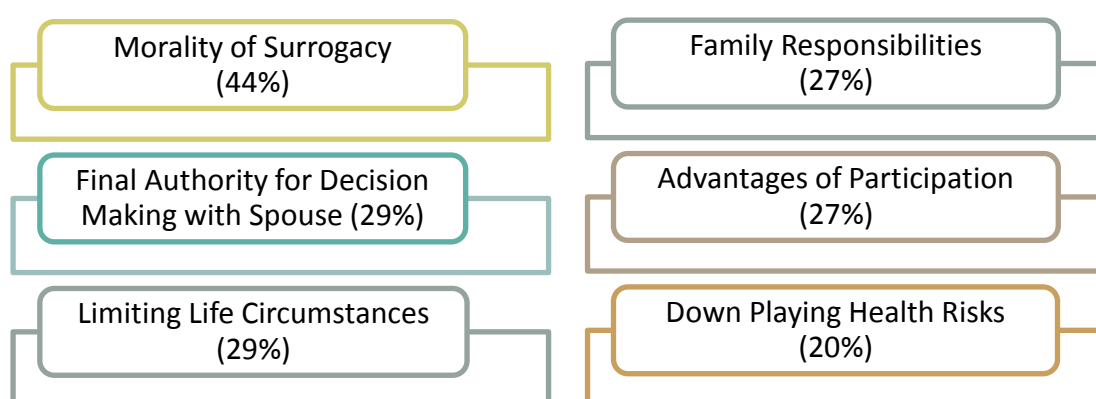 Morality of Surrogacy
(44%)
Final Authority for Decision
Making with Spouse (29%)
Limiting Life Circumstances
(29%)
Family Responsibilities
(27%)
Advantages of Participation
(27%)
Down Playing Health Risks
(20%)